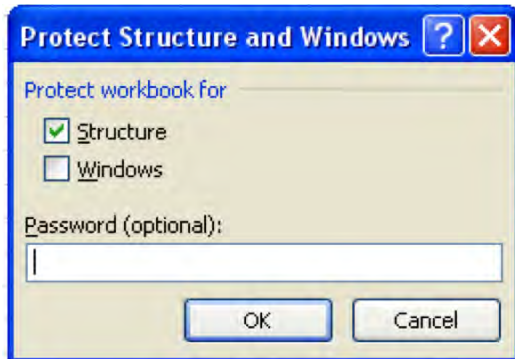 Protect Structure and Windows ?
Protect workbook for
Structure
Windows
Password (optional):
OK Cancel